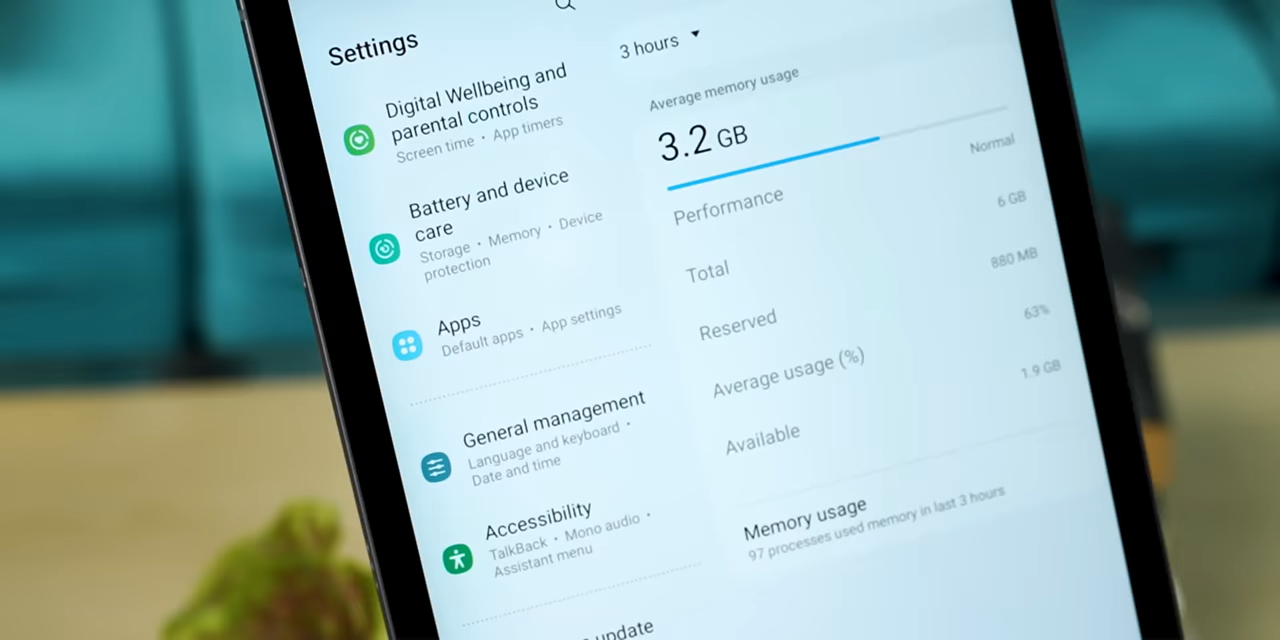 Settings
Digital Wellbeing and
parental controls
Screen time • App timers
Battery and device
care
Storage • Memory • Device
protection
Apps
Default apps • App settings
General management
Language and keyboard •
Date and time
Accessibility
TalkBack • Mono audio •
Assistant menu
update
3 hours
Average memory usage
3.2 GB
Performance Normal
Total 6 GB
Reserved 880 MB
Average usage (%) 63%
Available 1.9 GB
Memory usage
97 processes used memory in last 3 hours